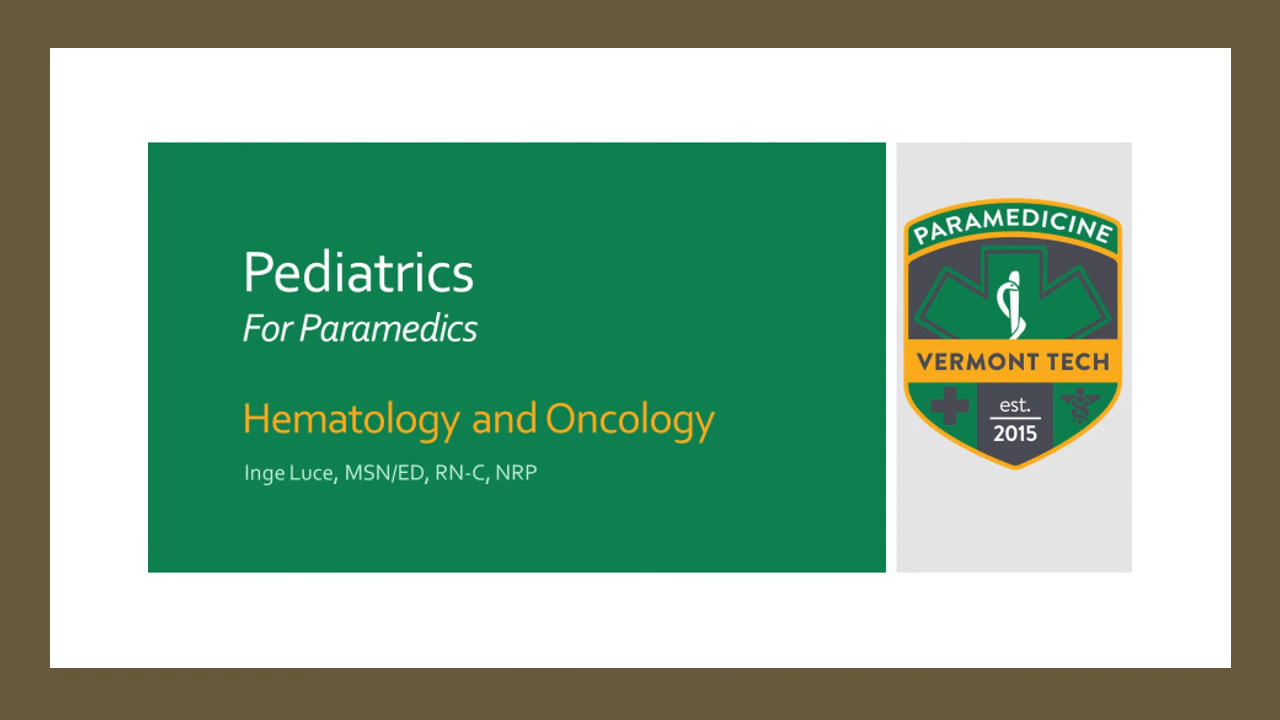 Pediatrics
For Paramedics
Hematology and Oncology
Inge Luce, MSN/ED, RN-C, NRP
PARAMEDICINE
VERMONT TECH
est.
2015